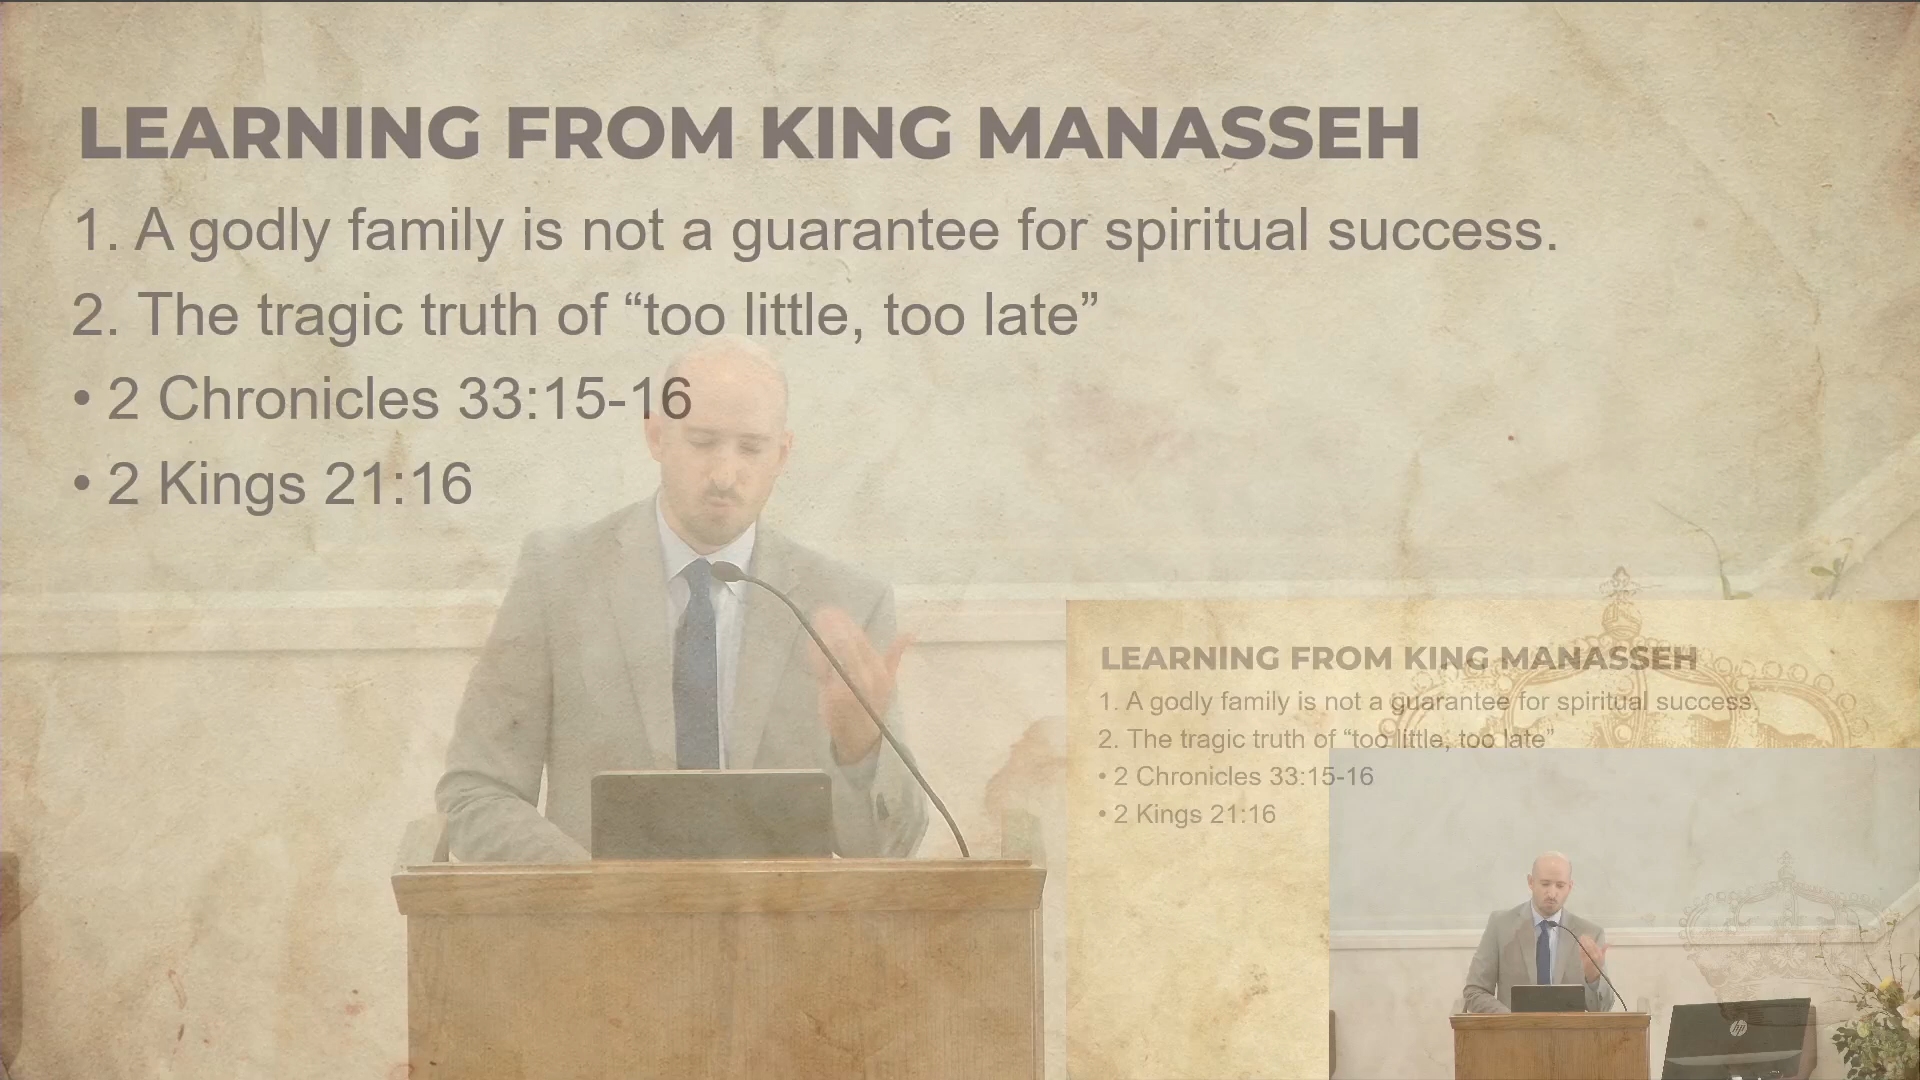 LEARNING FROM KING MANASSEH
1. A godly family is not a guarantee for spiritual success.
2. The tragic truth of “too little, too late”
• 2 Chronicles 33:15-16
• 2 Kings 21:16
LEARNING FROM KING MANASSEH
1. A godly family is not a guarantee for spiritual success.
2. The tragic truth of “too little, too late”
• 2 Chronicles 33:15-16
• 2 Kings 21:16
hp